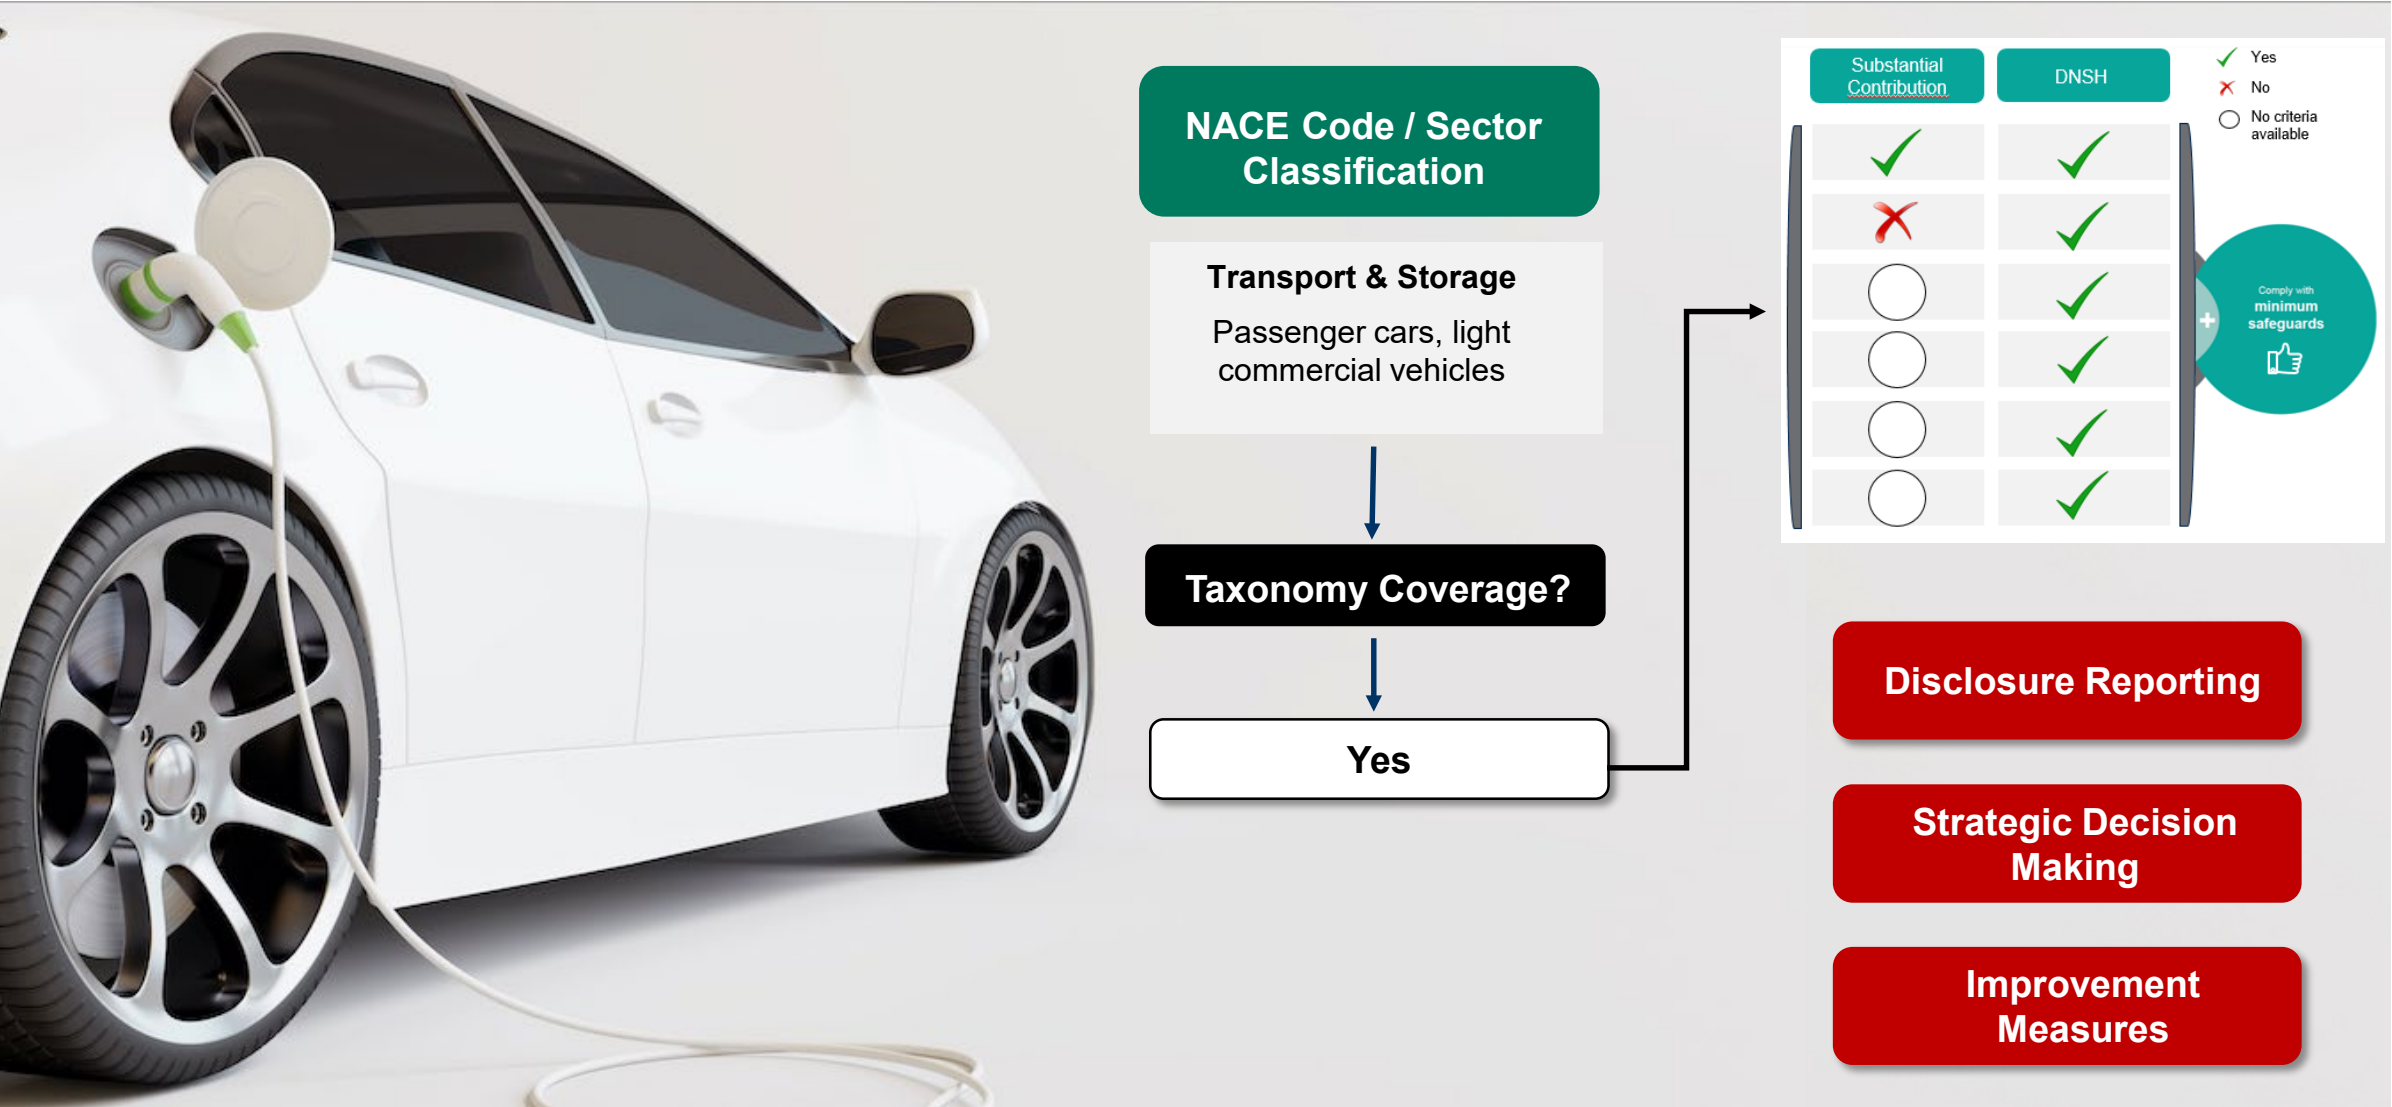 NACE Code / Sector
Classification
Transport & Storage
Passenger cars, light
commercial vehicles
Taxonomy Coverage?
Yes
Substantial
Contribution
DNSH
Yes
No
No criteria
available
+
Comply with
minimum
safeguards
Disclosure Reporting
Strategic Decision
Making
Improvement
Measures